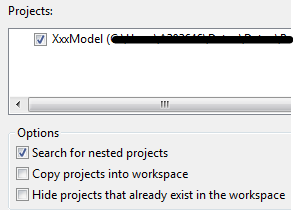 Projects:
XxxModel (
Options
Search for nested projects
Copy projects into workspace
Hide projects that already exist in the workspace